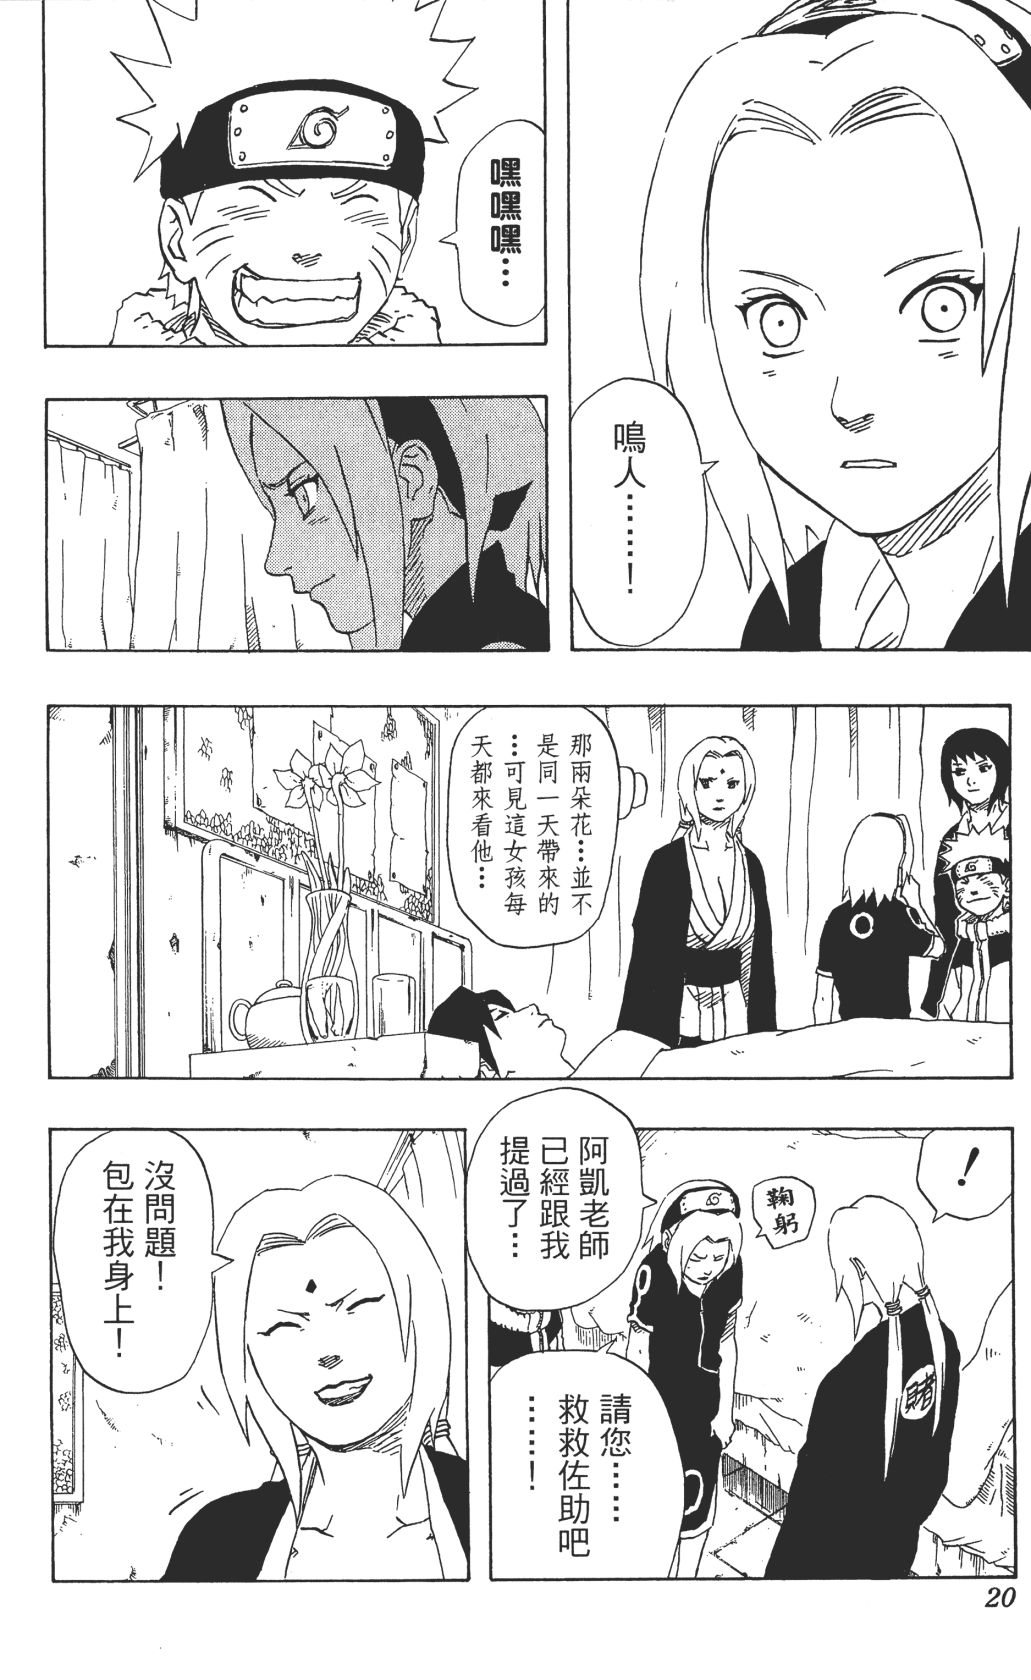 鳴人⋯⋯⋯！
嘿嘿嘿⋯
那兩朵花⋯並不
是同一天帶來的
⋯可見這女孩每
天都來看他⋯
！
鞠躬
阿凱老師
已經跟我
提過了⋯
賭
請您⋯⋯
救救佐助吧
⋯⋯！
沒問題！
包在我身上！
20